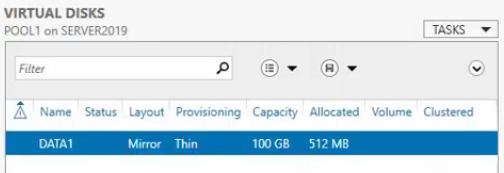 VIRTUAL DISKS
POOL1 on SERVER2019
TASKS
Filter
Name Status Layout Provisioning Capacity Allocated Volume Clustered
DATA1 Mirror Thin 100 GB 512 MB